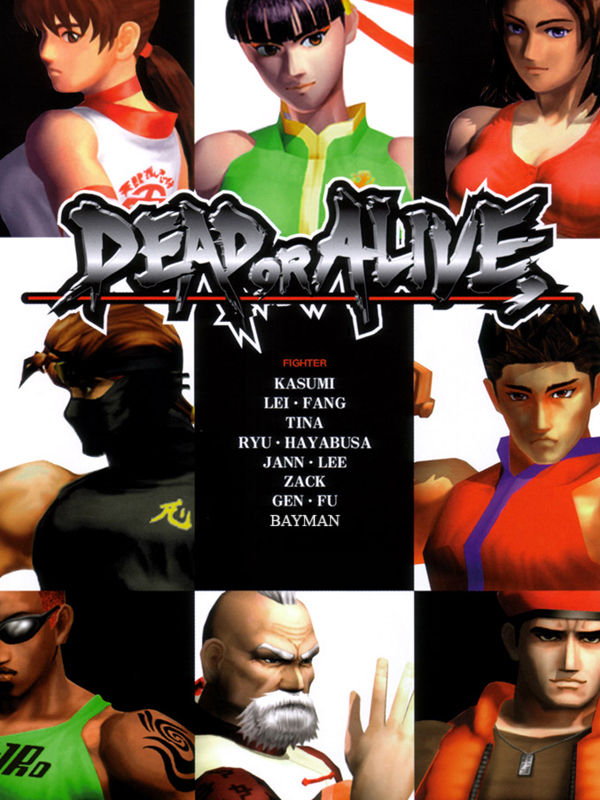 DEAD OR ALIVE
FIGHTER
KASUMI
LEI・FANG
TINA
RYU・HAYABUSA
JANN・LEE
ZACK
GEN・FU
BAYMAN